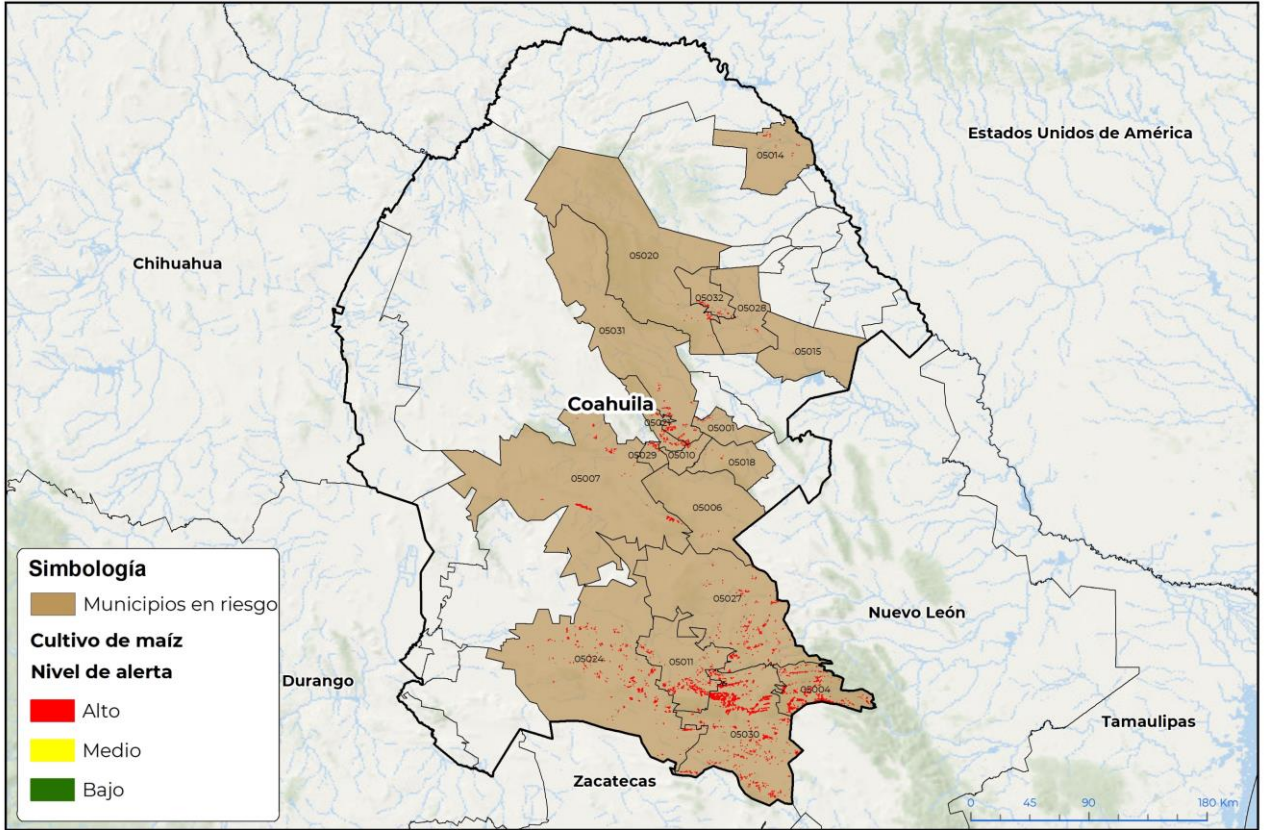 Estados Unidos de América
05014
Chihuahua
05020
05032
05028
05031
05015
Coahuila
05021
05001
05029
05010
05018
05007
05006
Simbología
Municipios en riesgo
Cultivo de maíz
Nivel de alerta
Alto
Medio
Bajo
05027
Nuevo León
05024
05011
Durango
05004
05030
Tamaulipas
Zacatecas
0 45 90 180 Km